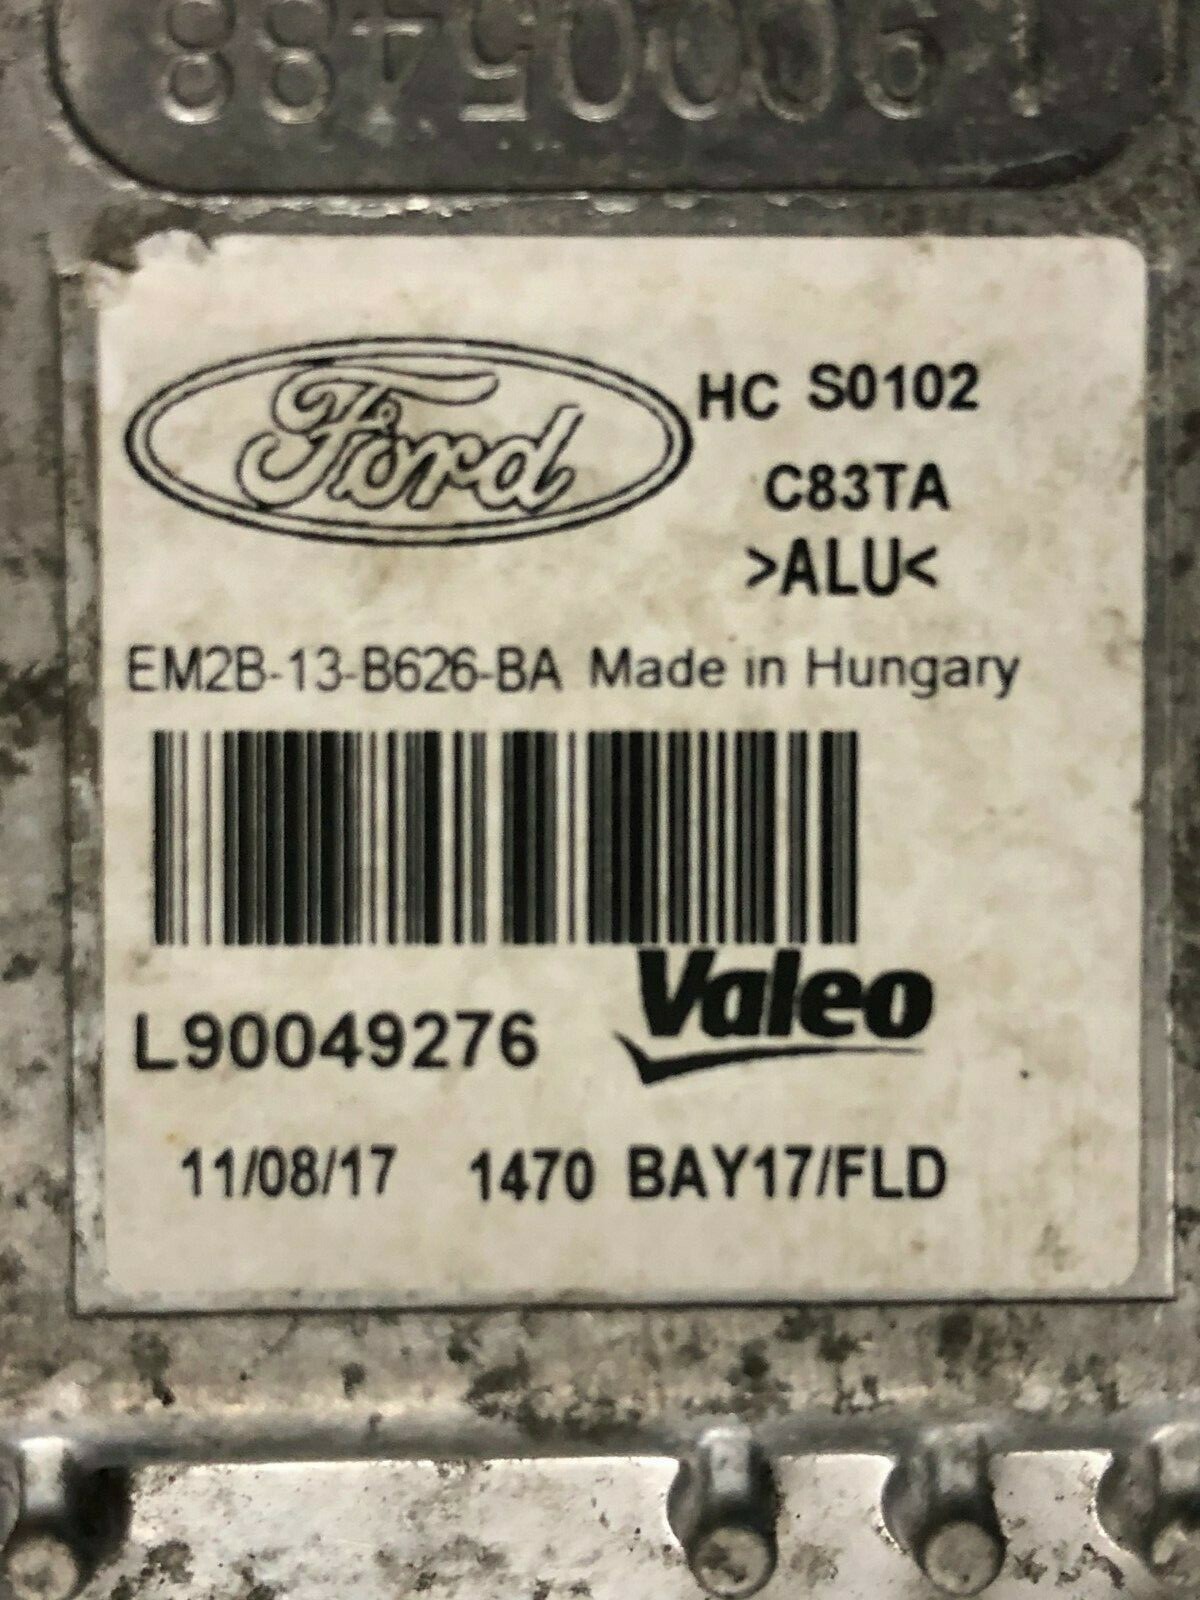 L90005488
Ford HC S0102
C83TA
>ALU<
EM2B-13-B626-BA Made in Hungary
Valeo
L90049276
11/08/17 1470 BAY17/FLD